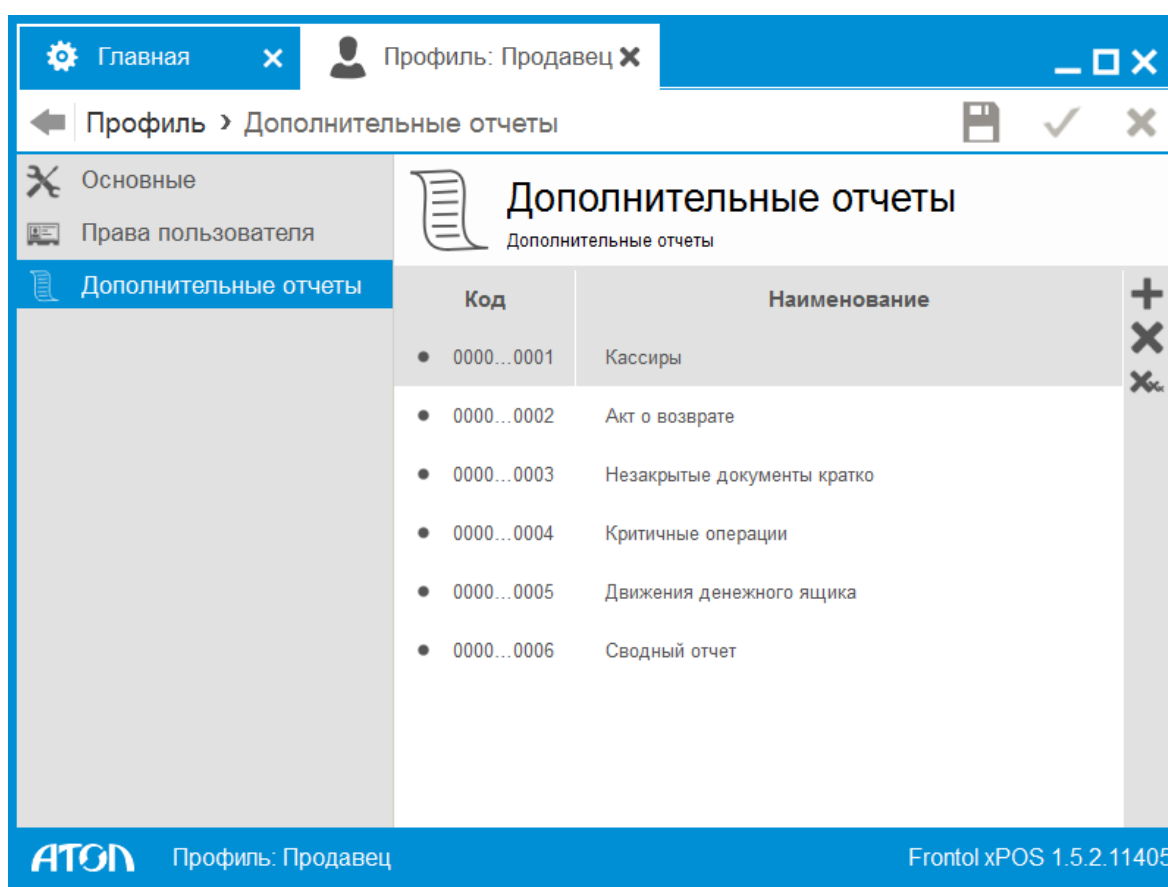 Главная
Профиль: Продавец
Профиль › Дополнительные отчеты
Основные
Права пользователя
Дополнительные отчеты
Дополнительные отчеты
Дополнительные отчеты
Код Наименование
0000...0001 Кассиры
0000...0002 Акт о возврате
0000...0003 Незакрытые документы кратко
0000...0004 Критичные операции
0000...0005 Движения денежного ящика
0000...0006 Сводный отчет
АТОЛ Профиль: Продавец Frontol xPOS 1.5.2.11405